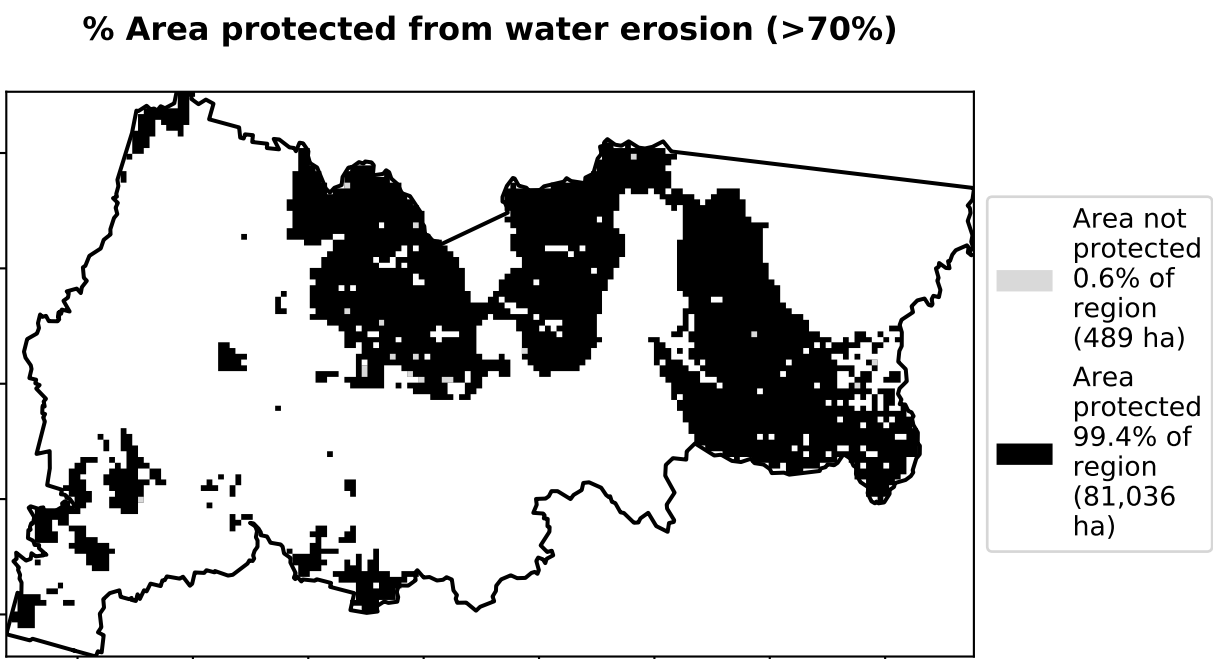 % Area protected from water erosion (>70%)
Area not
protected
0.6% of
region
(489 ha)
Area
protected
99.4% of
region
(81,036
ha)